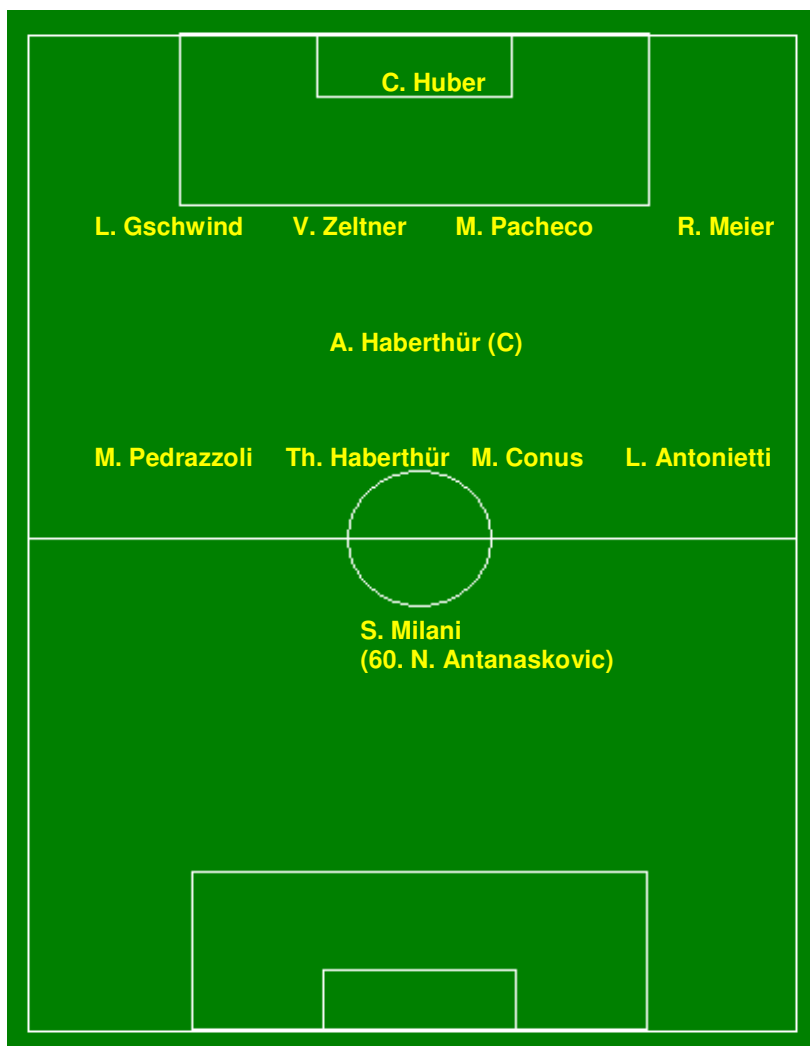 C. Huber
L. Gschwind V. Zeltner M. Pacheco R. Meier
A. Haberthür (C)
M. Pedrazzoli Th. Haberthür M. Conus L. Antonietti
S. Milani
(60. N. Antanaskovic)